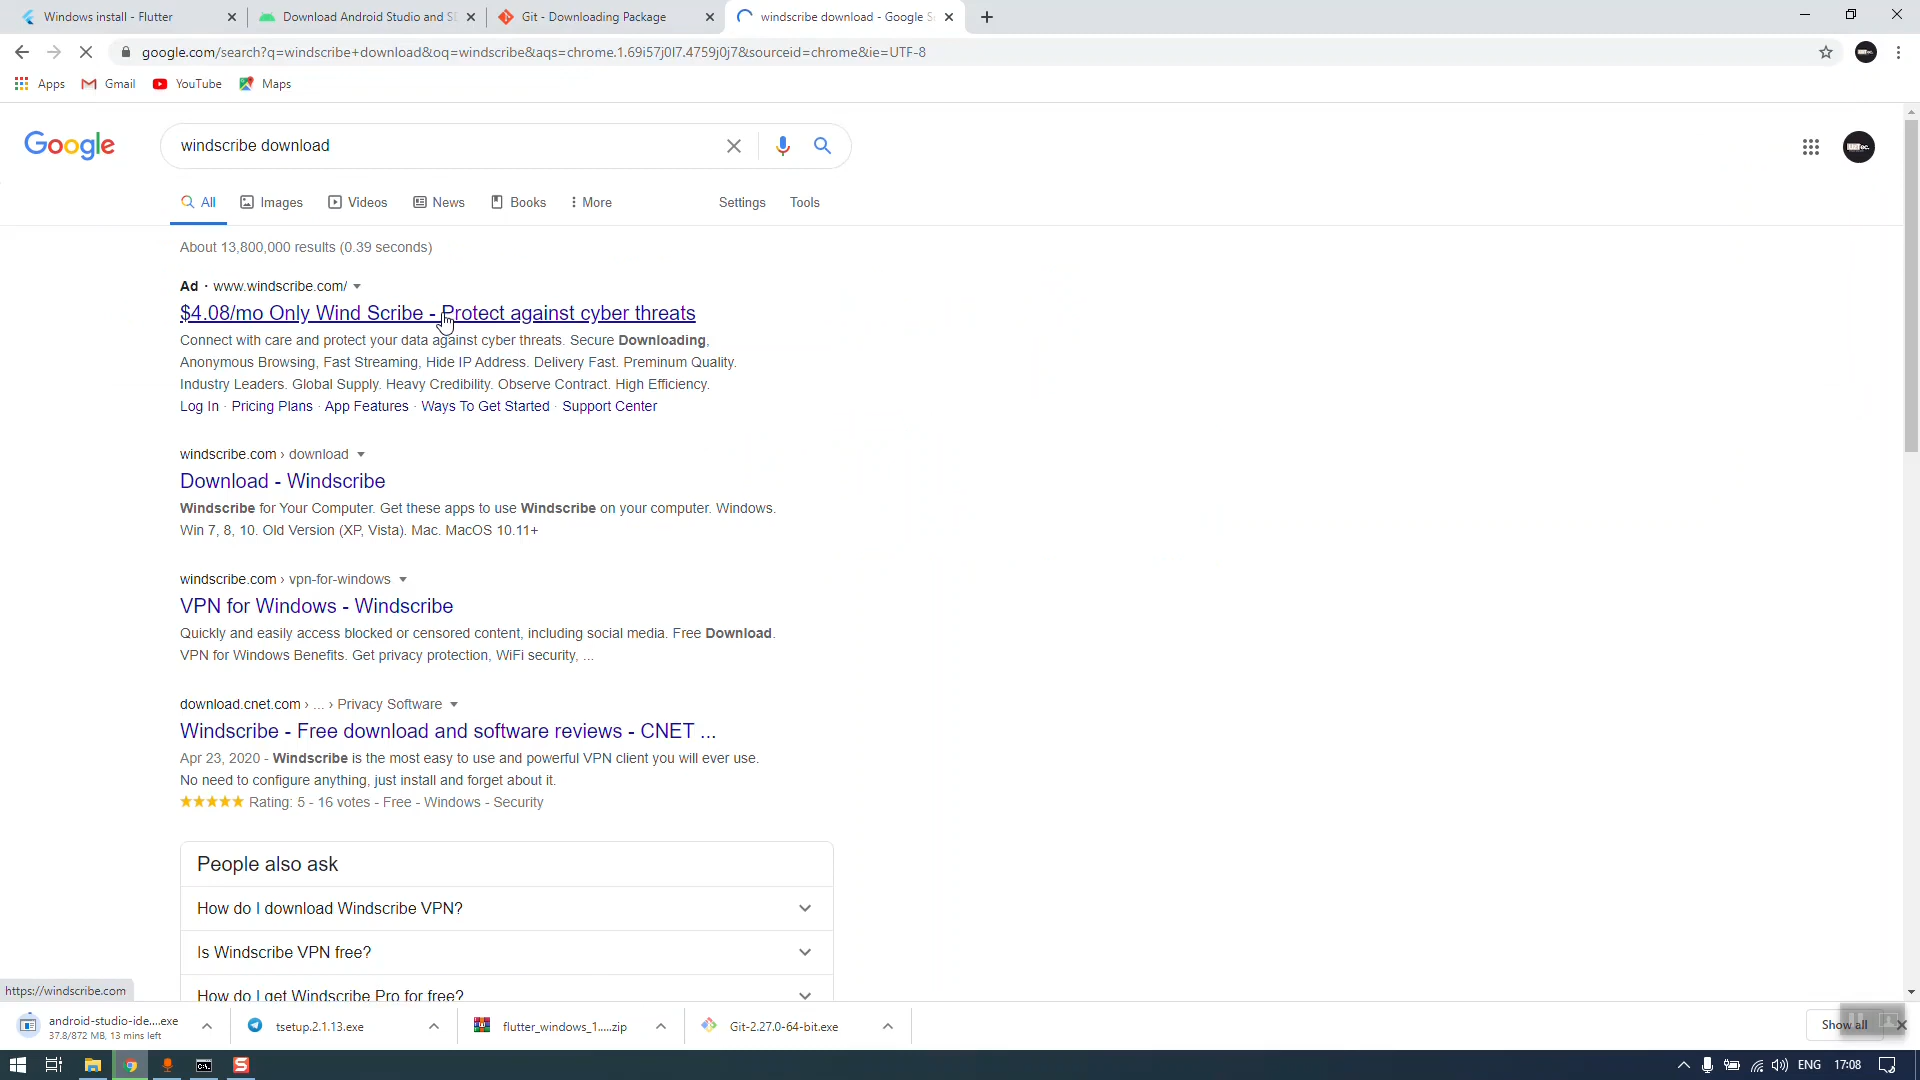 Windows install - Flutter
Download Android Studio and SD
Git - Downloading Package
windscribe download - Google S
google.com/search?q=windscribe+download&oq=windscribe&aqs=chrome.1.69i57j0l7.4759j0j7&sourceid=chrome&ie=UTF-8
Apps
Gmail
YouTube
Maps
Google
windscribe download
All
Images
Videos
News
Books
More
Settings
Tools
About 13,800,000 results (0.39 seconds)
Ad · www.windscribe.com/
$4.08/mo Only Wind Scribe - Protect against cyber threats
Connect with care and protect your data against cyber threats. Secure Downloading,
Anonymous Browsing, Fast Streaming, Hide IP Address. Delivery Fast. Preminum Quality.
Industry Leaders. Global Supply. Heavy Credibility. Observe Contract. High Efficiency.
Log In · Pricing Plans · App Features · Ways To Get Started · Support Center
windscribe.com › download
Download - Windscribe
Windscribe for Your Computer. Get these apps to use Windscribe on your computer. Windows.
Win 7, 8, 10. Old Version (XP, Vista). Mac. MacOS 10.11+
windscribe.com › vpn-for-windows
VPN for Windows - Windscribe
Quickly and easily access blocked or censored content, including social media. Free Download.
VPN for Windows Benefits. Get privacy protection, WiFi security, ...
download.cnet.com › ... › Privacy Software
Windscribe - Free download and software reviews - CNET ...
Apr 23, 2020 - Windscribe is the most easy to use and powerful VPN client you will ever use.
No need to configure anything, just install and forget about it.
Rating: 5 - 16 votes - Free - Windows - Security
People also ask
How do I download Windscribe VPN?
Is Windscribe VPN free?
How do I get Windscribe Pro for free?
https://windscribe.com
android-studio-ide....exe
37.8/872 MB, 13 mins left
tsetup.2.1.13.exe
flutter_windows_1.....zip
Git-2.27.0-64-bit.exe
Show all
ENG
17:08